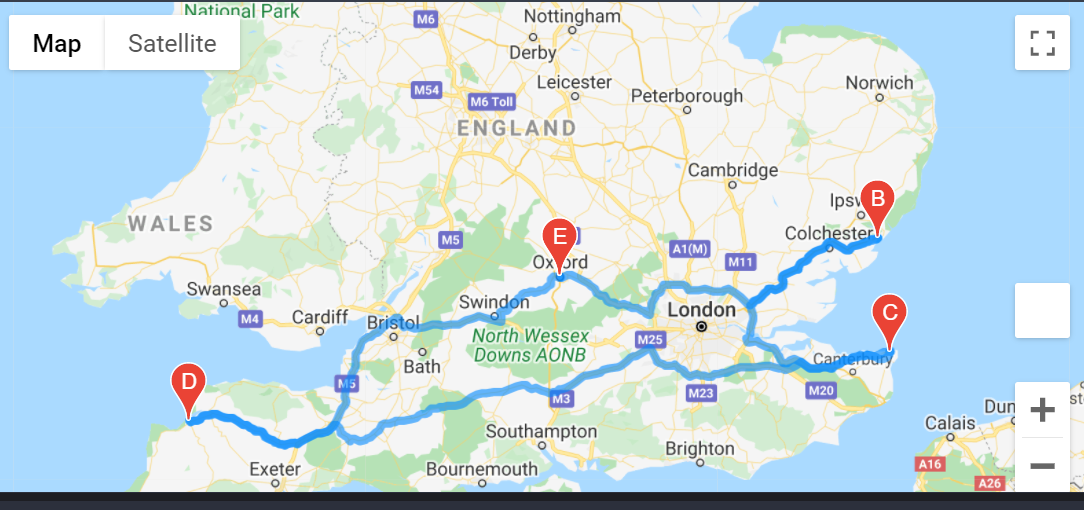 National Park
M6
Nottingham
Map
Satellite
Derby
Leicester
M54
M6 Toll
Peterborough
Norwich
ENGLAND
Cambridge
B
Ips
WALES
Colchester
M5
E
A1(M)
M11
Oxford
Swansea
Swindon
London
C
M4
Cardiff
Bristol
North Wessex
Downs AONB
M25
Bath
Canterbury
D
M5
M3
M23
M20
Southampton
Brighton
Calais
Dun
st
+
Exeter
Bournemouth
A16
−
A26